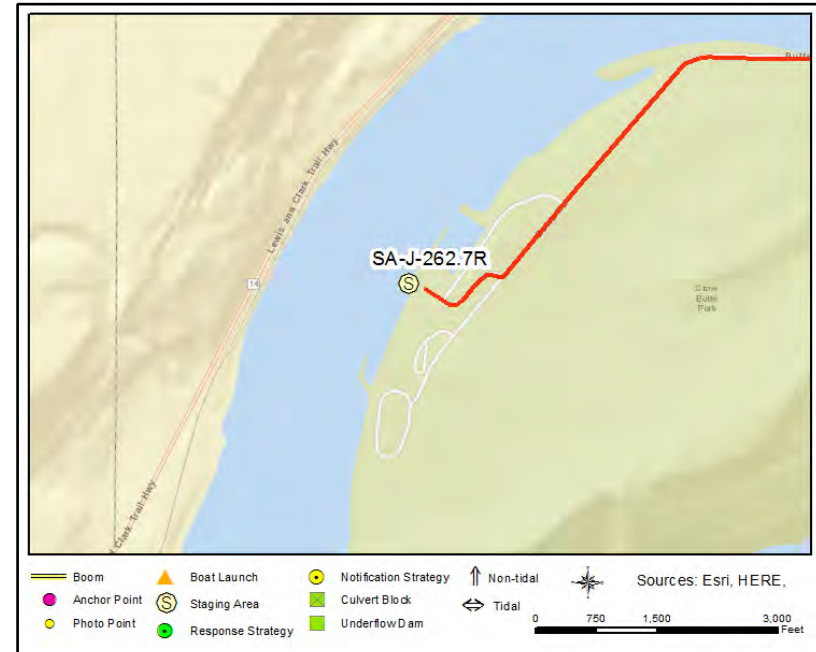 Butte
Lewis and Clark Trail Hwy
SA-J-262.7R
S
14
Crow
Butte
Park
Clark Trail Hwy
Boom
Boat Launch
Notification Strategy
Non-tidal
Sources: Esri, HERE,
Anchor Point
S
Staging Area
Culvert Block
Tidal
Photo Point
Response Strategy
Underflow Dam
0 750 1,500 3,000
Feet